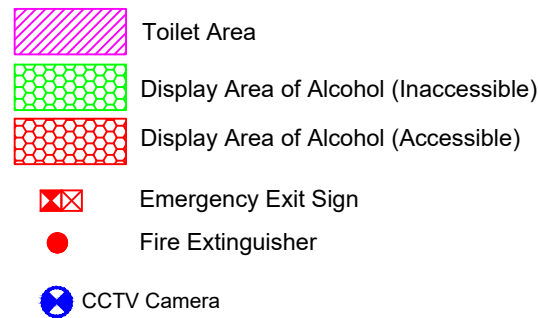 Toilet Area
Display Area of Alcohol (Inaccessible)
Display Area of Alcohol (Accessible)
Emergency Exit Sign
Fire Extinguisher
CCTV Camera